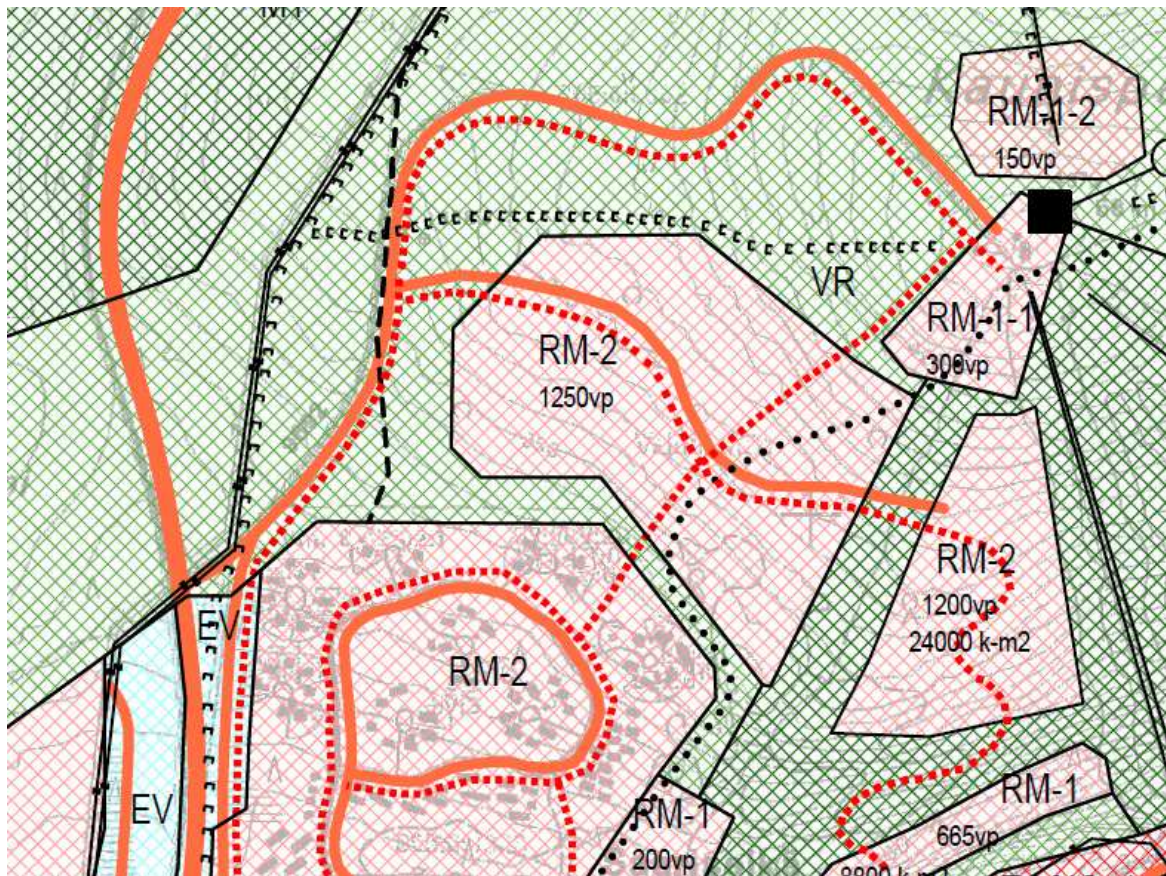 RM-1-2
150vp
VR
RM-1-1
300vp
RM-2
1250vp
RM-2
1200vp
24000 k-m2
EV
RM-2
EV
RM-1
665vp
RM-1
200vp